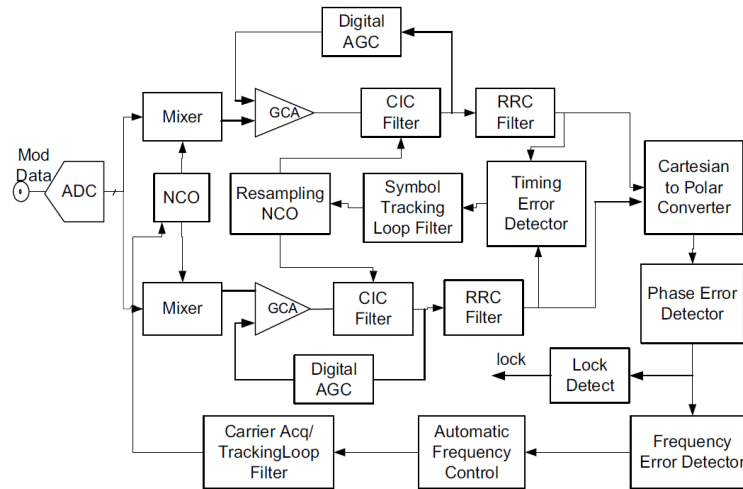 Digital
AGC
Mixer
GCA
CIC
Filter
RRC
Filter
Mod
Data
ADC
NCO
Resampling
NCO
Symbol
Tracking
Loop Filter
Timing
Error
Detector
Cartesian
to Polar
Converter
Mixer
GCA
CIC
Filter
RRC
Filter
Phase Error
Detector
Digital
AGC
lock
Lock
Detect
Carrier Acq/
TrackingLoop
Filter
Automatic
Frequency
Control
Frequency
Error Detector